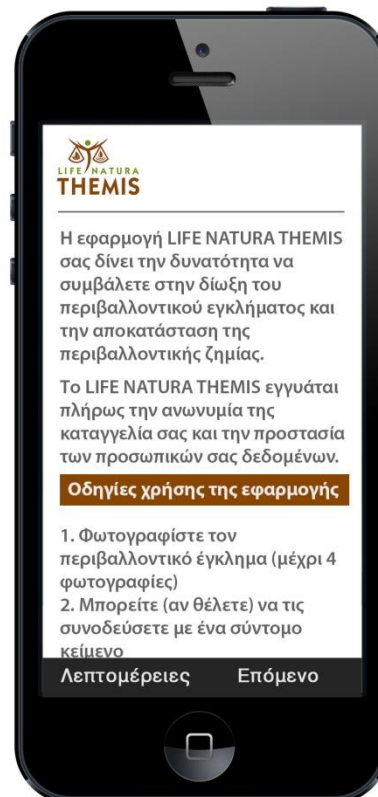 LIFE NATURA
THEMIS
Η εφαρμογή LIFE NATURA THEMIS
σας δίνει την δυνατότητα να
συμβάλετε στην δίωξη του
περιβαλλοντικού εγκλήματος και
την αποκατάσταση της
περιβαλλοντικής ζημίας.
Το LIFE NATURA THEMIS εγγυάται
πλήρως την ανωνυμία της
καταγγελία σας και την προστασία
των προσωπικών σας δεδομένων.
Οδηγίες χρήσης της εφαρμογής
1. Φωτογραφίστε τον
περιβαλλοντικό έγκλημα (μέχρι 4
φωτογραφίες)
2. Μπορείτε (αν θέλετε) να τις
συνοδεύσετε με ένα σύντομο
κείμενο
Λεπτομέρειες Επόμενο